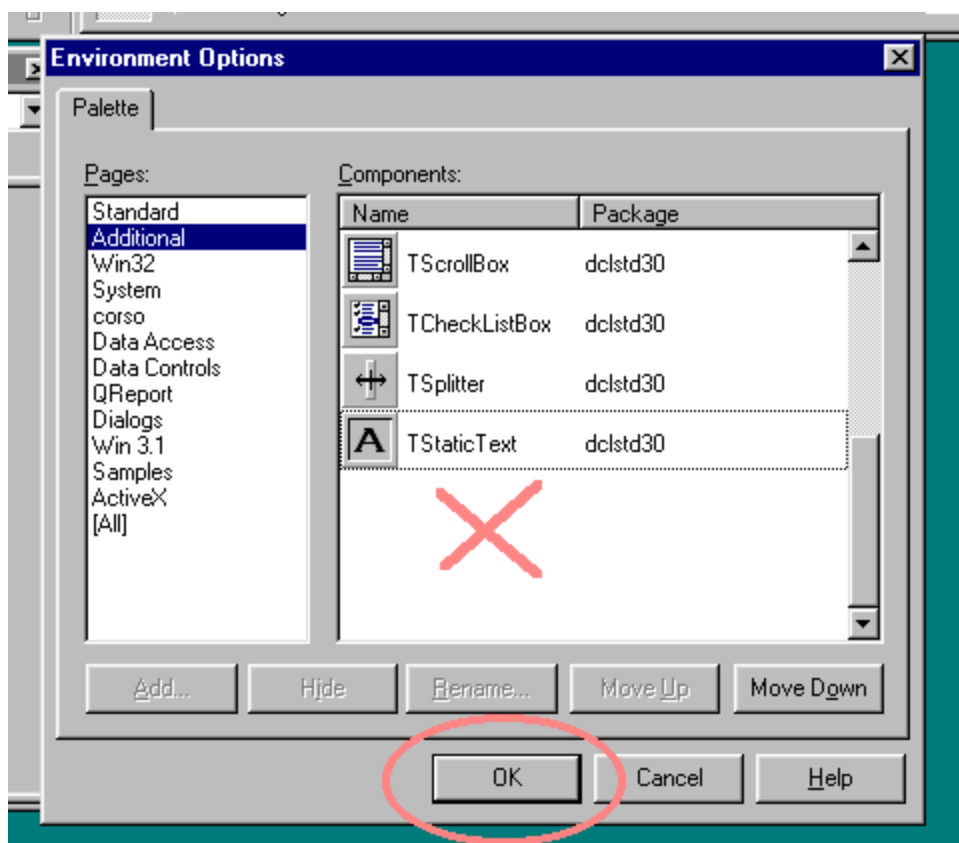 Environment Options
Palette
Pages:
Components:
Standard
Additional
Win32
System
corso
Data Access
Data Controls
QReport
Dialogs
Win 3.1
Samples
ActiveX
[All]
Name Package
TScrollBox dclstd30
TCheckListBox dclstd30
TSplitter dclstd30
A TStaticText dclstd30
Add... Hide Rename... Move Up Move Down
OK Cancel Help